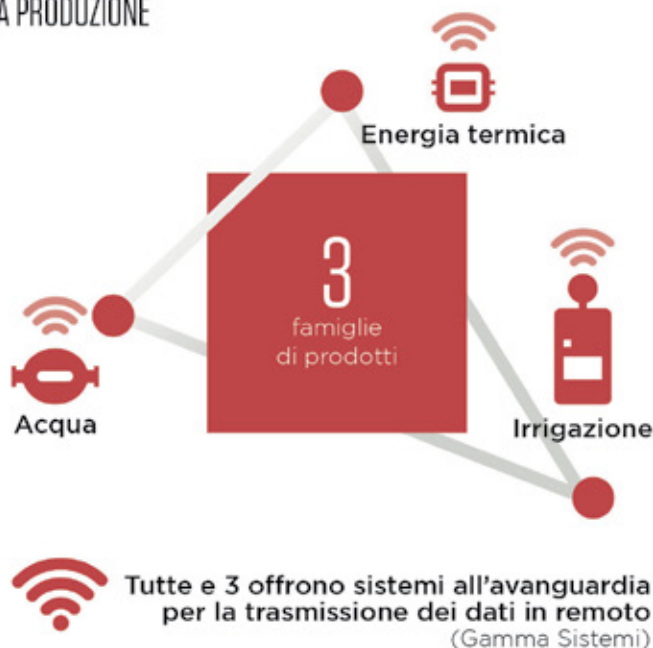 A PRODUZIONE
Energia termica
3
famiglie
di prodotti
Acqua
Irrigazione
Tutte e 3 offrono sistemi all'avanguardia
per la trasmissione dei dati in remoto
(Gamma Sistemi)